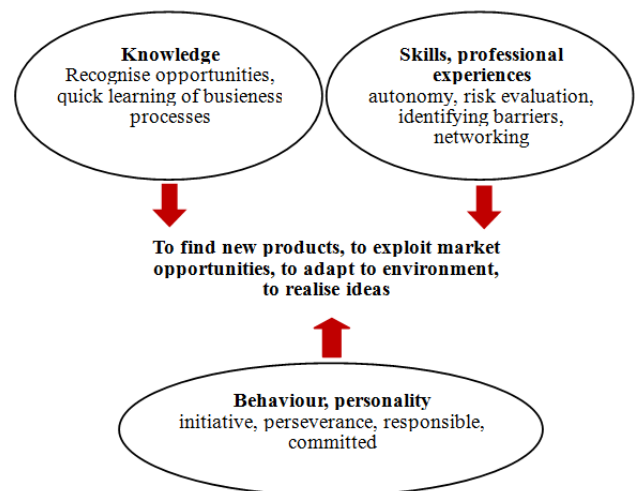 Knowledge
Recognise opportunities,
quick learning of busieness
processes
Skills, professional
experiences
autonomy, risk evaluation,
identifying barriers,
networking
To find new products, to exploit market
opportunities, to adapt to environment,
to realise ideas
Behaviour, personality
initiative, perseverance, responsible,
committed